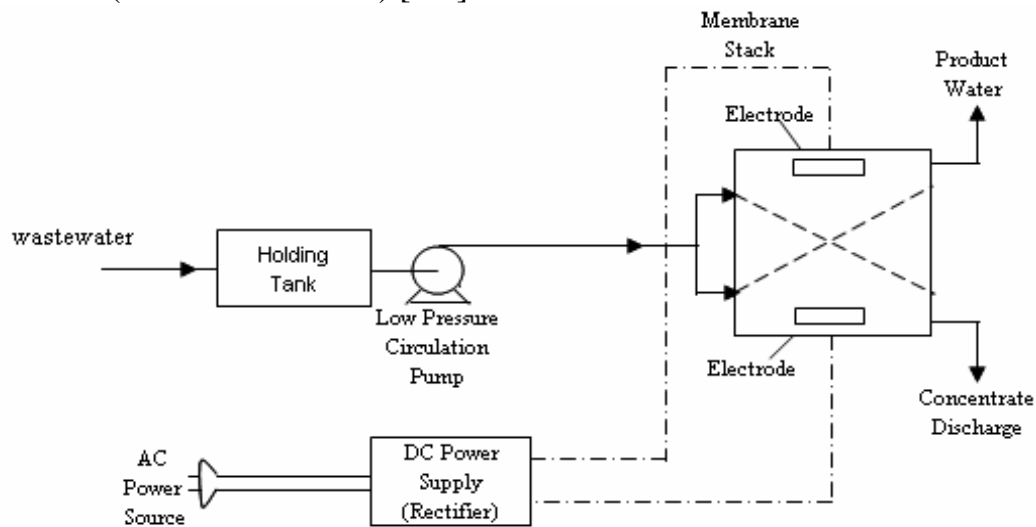 Membrane
Stack
Product
Water
Electrode
wastewater
Holding
Tank
Low Pressure
Circulation
Pump
Electrode
Concentrate
Discharge
AC
Power
Source
DC Power
Supply
(Rectifier)